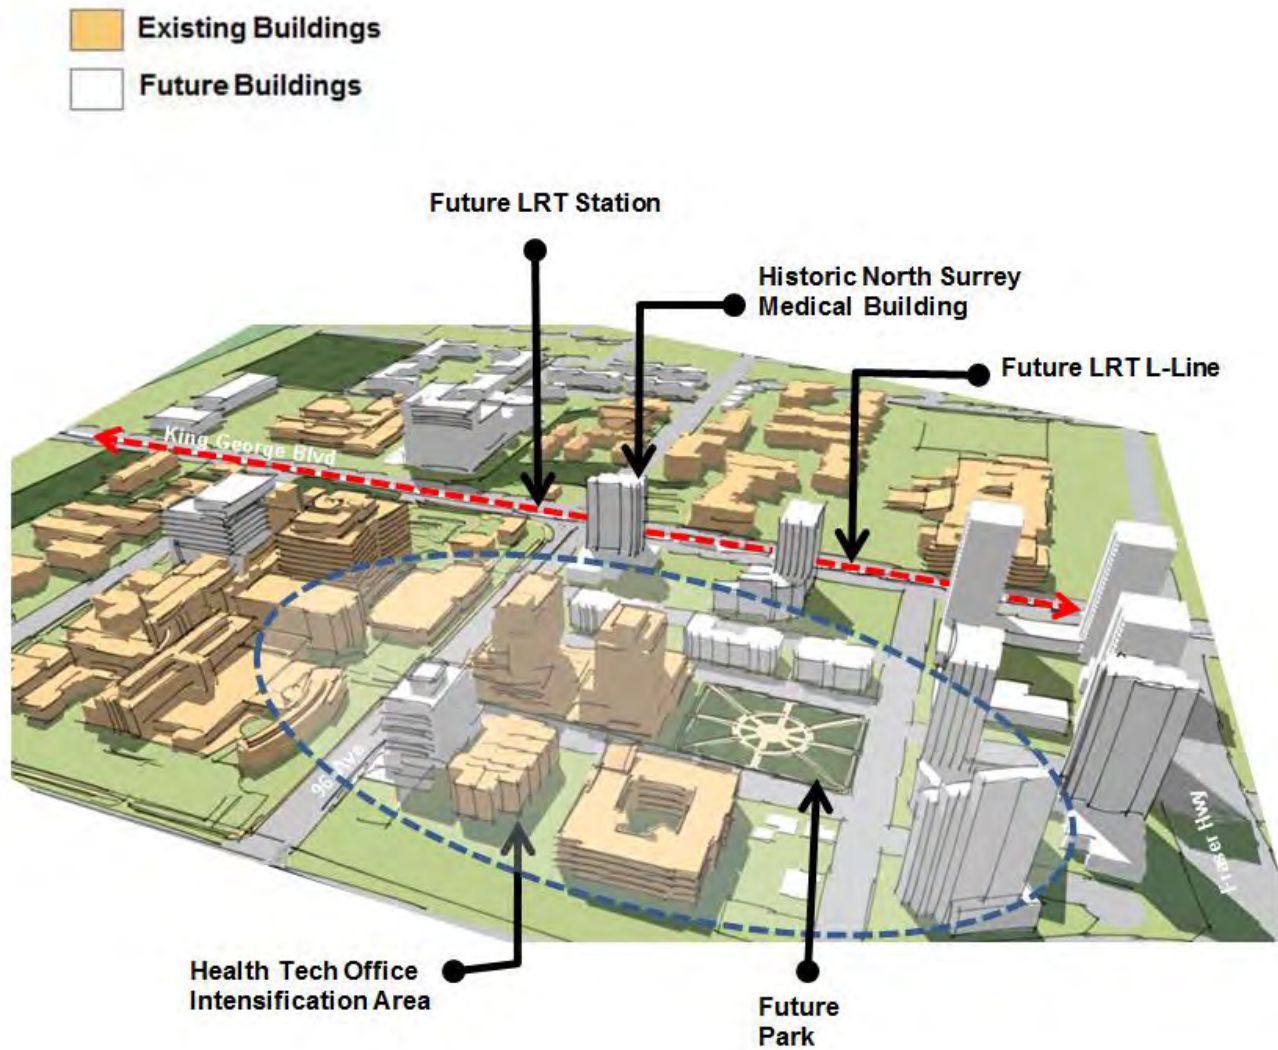 Existing Buildings
Future Buildings
Future LRT Station
Historic North Surrey
Medical Building
Future LRT L-Line
King George Blvd
96 Ave
Fraser Hwy
Health Tech Office
Intensification Area
Future
Park